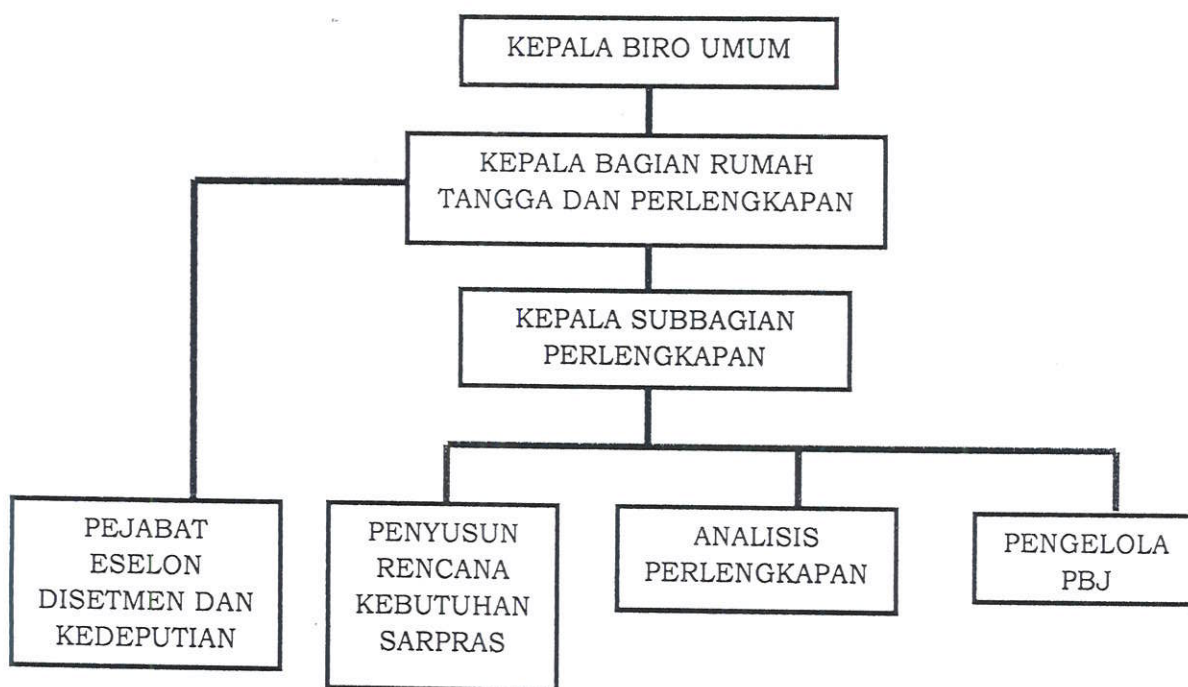 KEPALA BIRO UMUM
KEPALA BAGIAN RUMAH
TANGGA DAN PERLENGKAPAN
KEPALA SUBBAGIAN
PERLENGKAPAN
PEJABAT
ESELON
DISETMEN DAN
KEDEPUTIAN
PENYUSUN
RENCANA
KEBUTUHAN
SARPRAS
ANALISIS
PERLENGKAPAN
PENGELOLA
PBJ